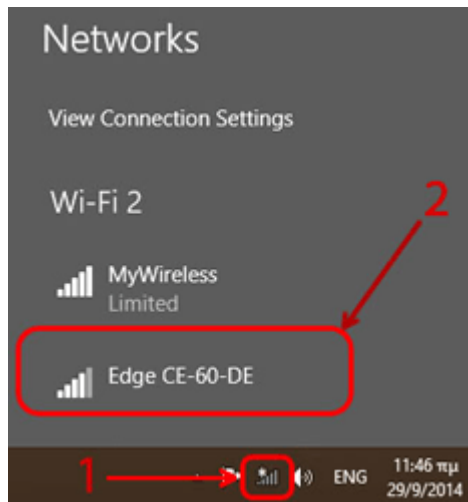 Networks
View Connection Settings
Wi-Fi 2
2
MyWireless
Limited
Edge CE-60-DE
1
ENG
11:46 πμ
29/9/2014